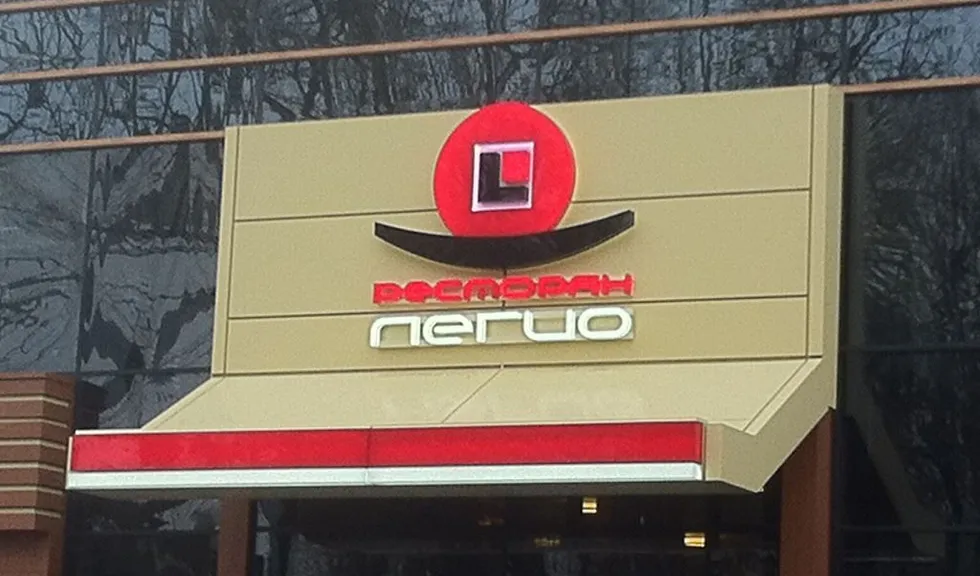 L
ресторан
легио